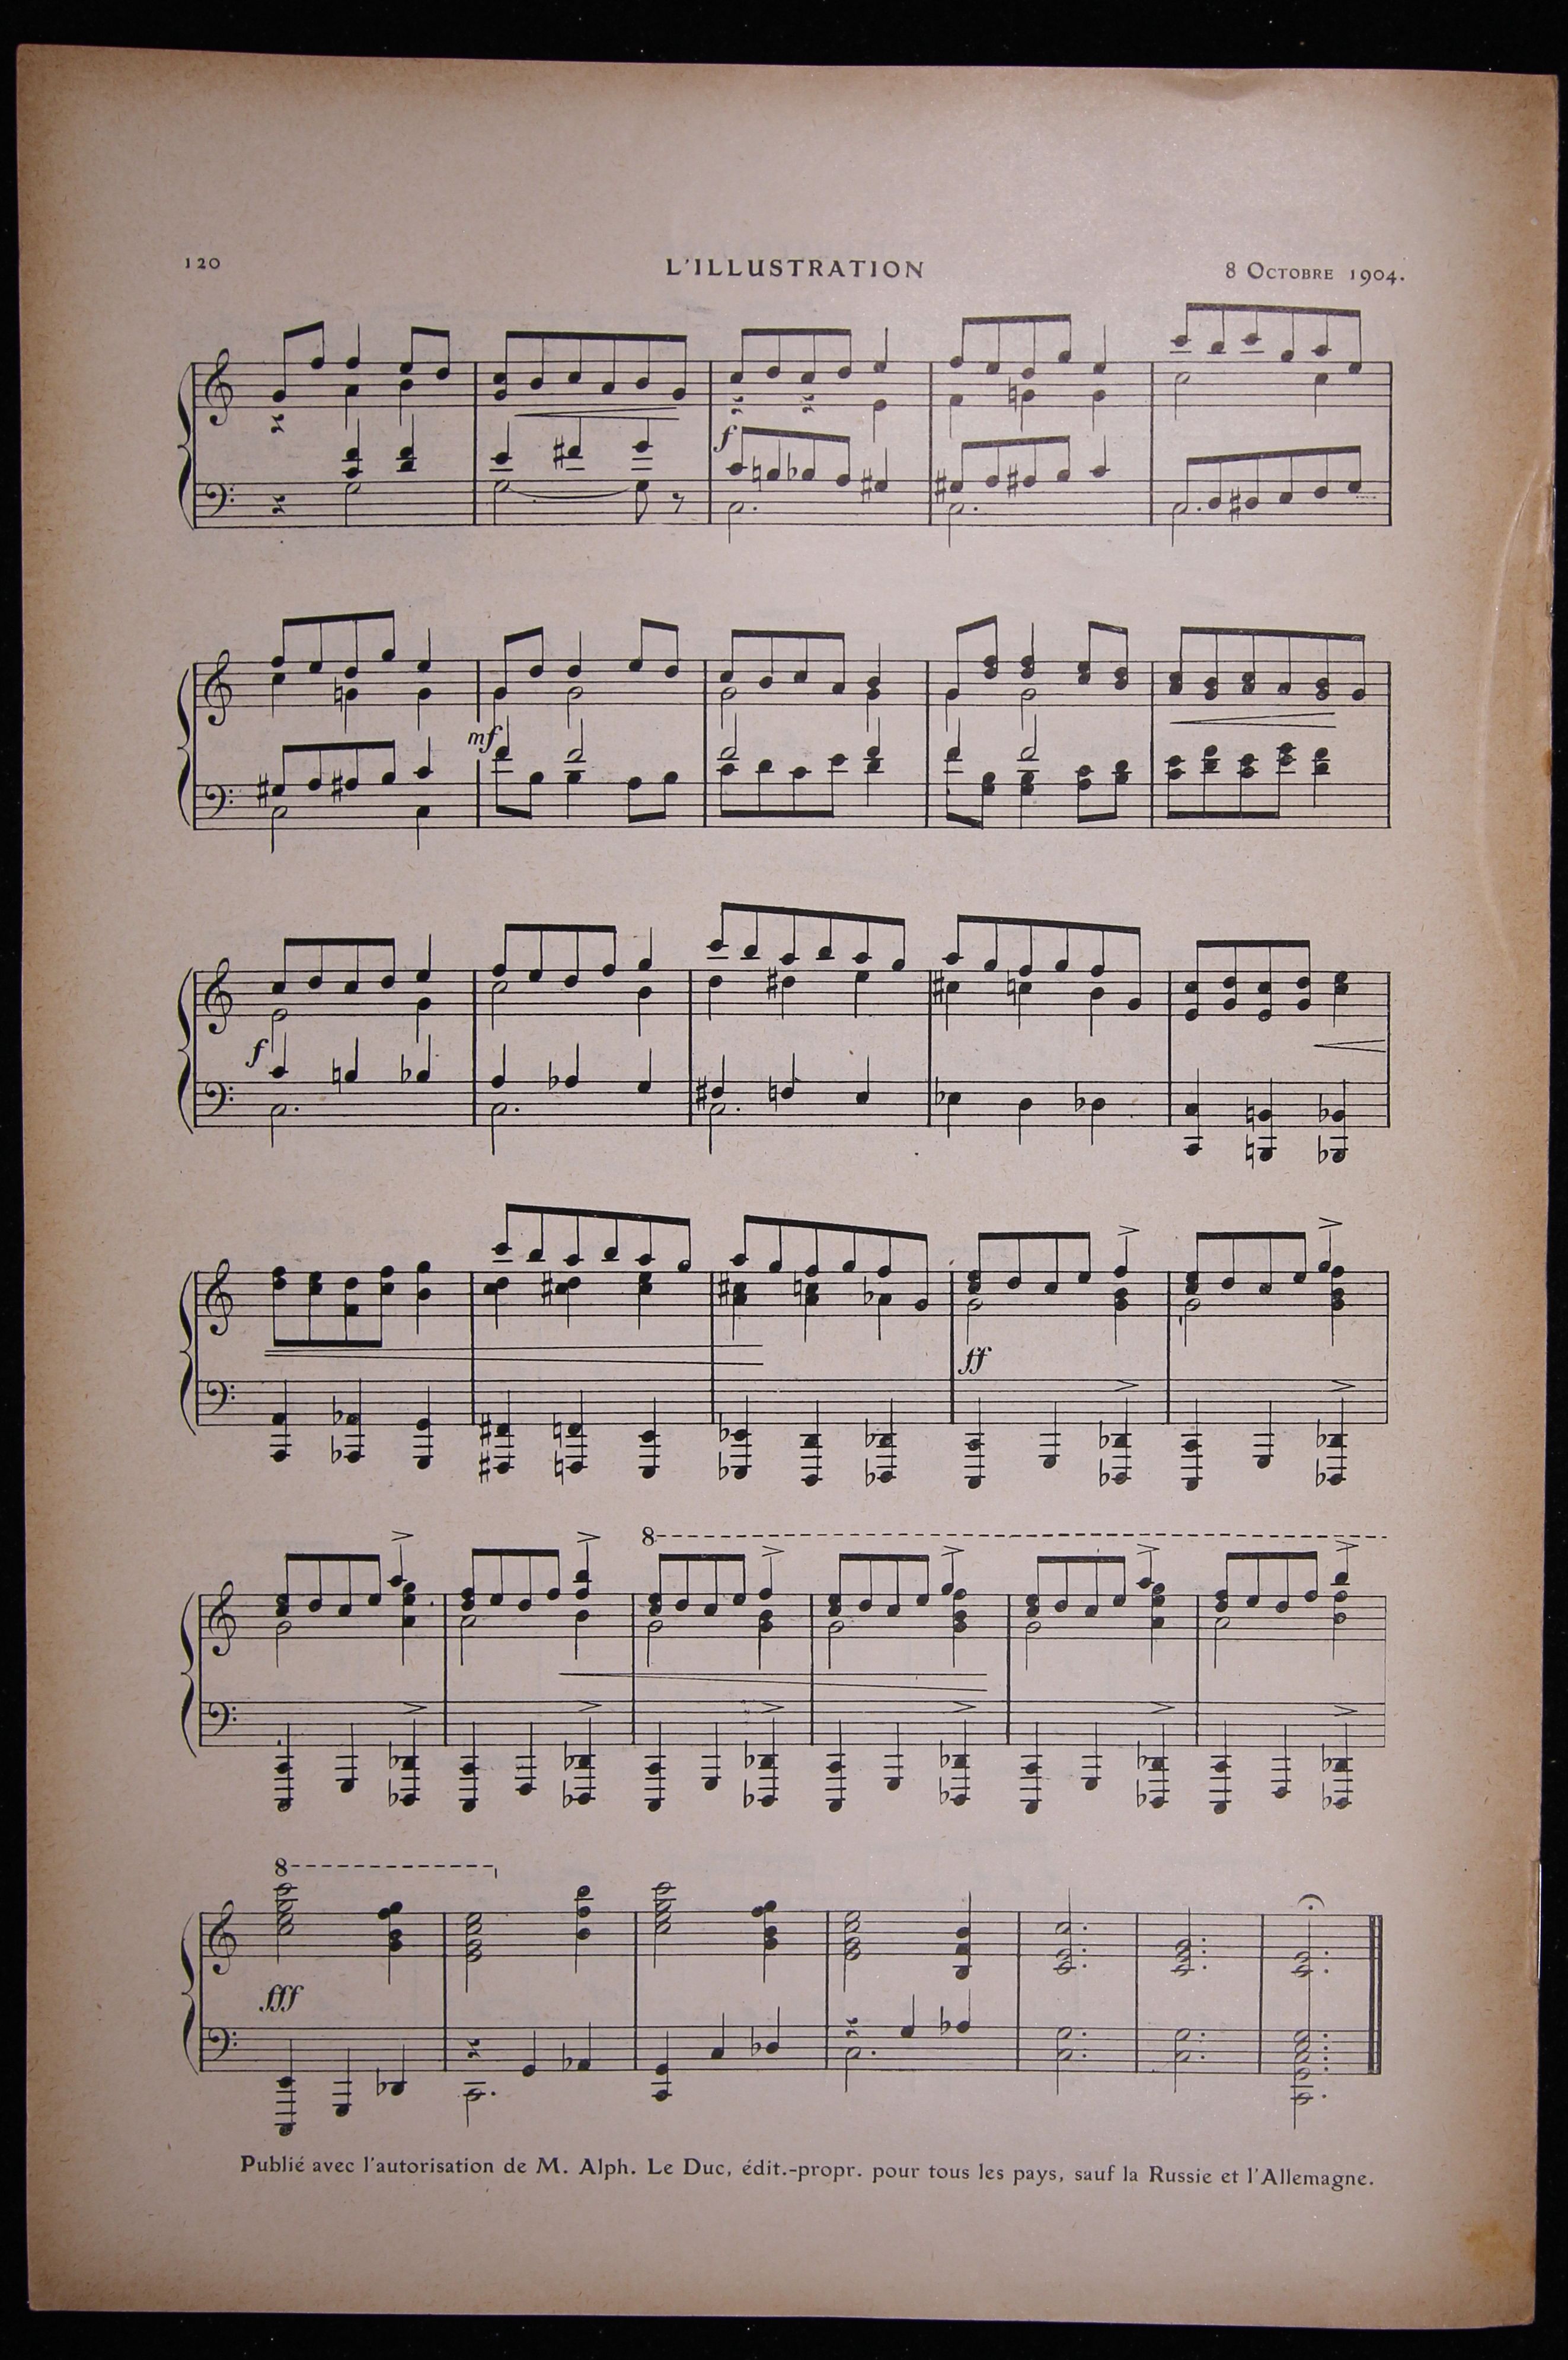 120
L'ILLUSTRATION
8 OCTOBRE 1904.
f
mf
f
ff
8
8
fff
Publié avec l'autorisation de M. Alph. Le Duc, édit.-propr. pour tous les pays, sauf la Russie et l'Allemagne.